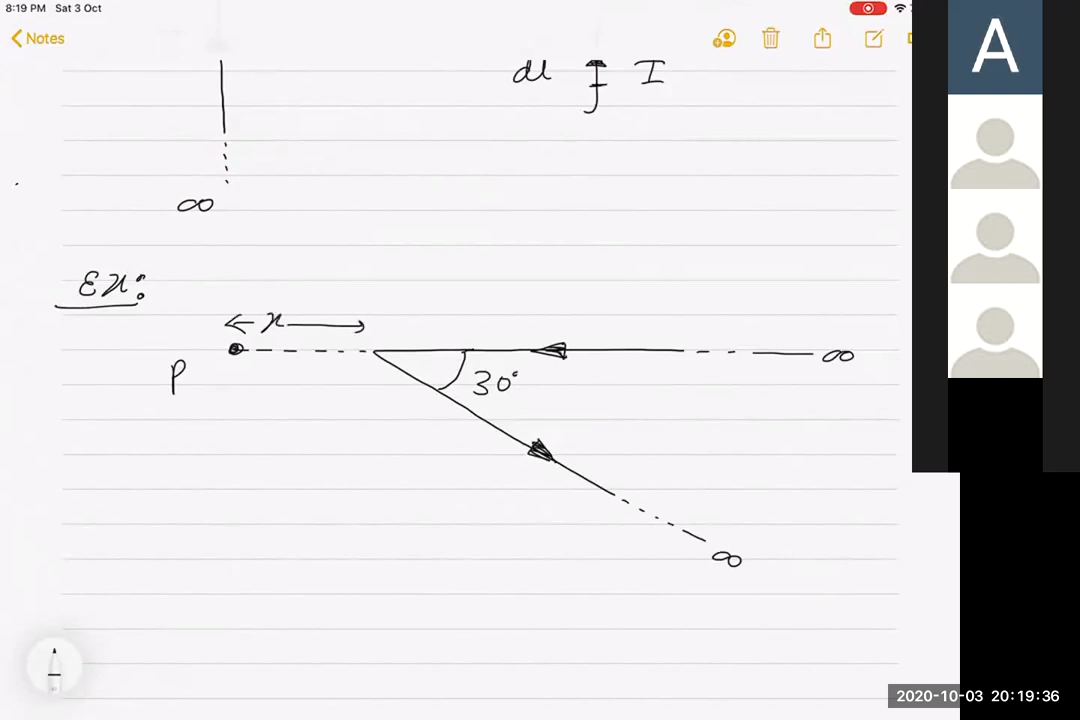 8:19 PM Sat 3 Oct
Notes
A
dl I
∞
Ex:
x
P
∞
30°
∞
2020-10-03 20:19:36